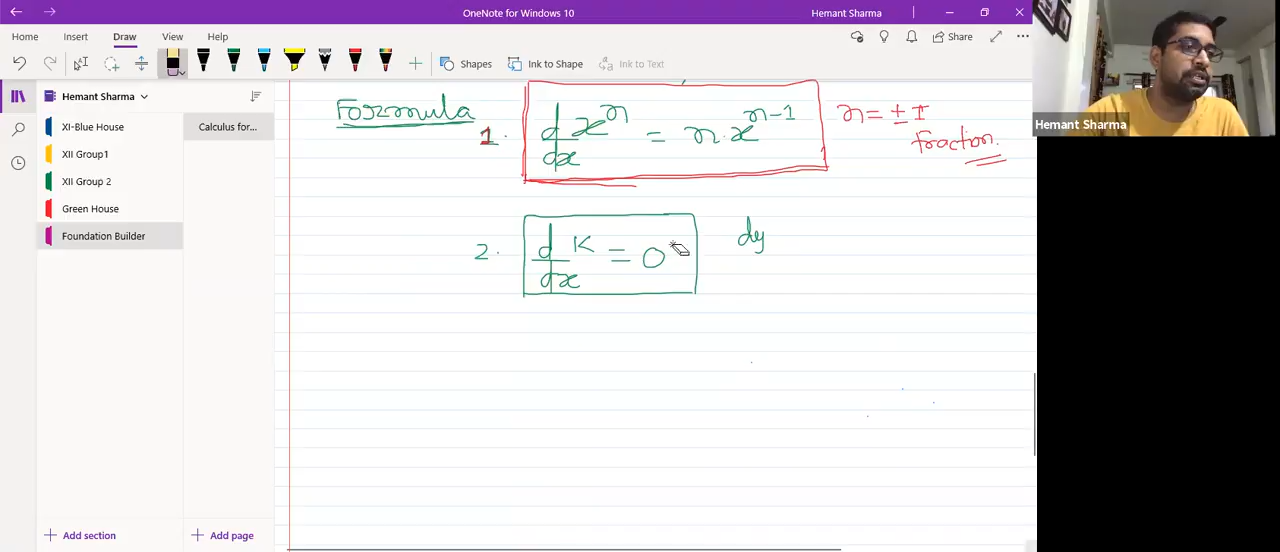 OneNote for Windows 10
Hemant Sharma
Home
Insert
Draw
View
Help
Share
Shapes
Ink to Shape
Ink to Text
Hemant Sharma
XI-Blue House
XII Group1
XII Group 2
Green House
Foundation Builder
Add section
Calculus for...
Add page
Formula
1. d/dx x^n = n·x^(n-1) n = ± I
fraction.
2. d/dx K = 0 dy
Hemant Sharma